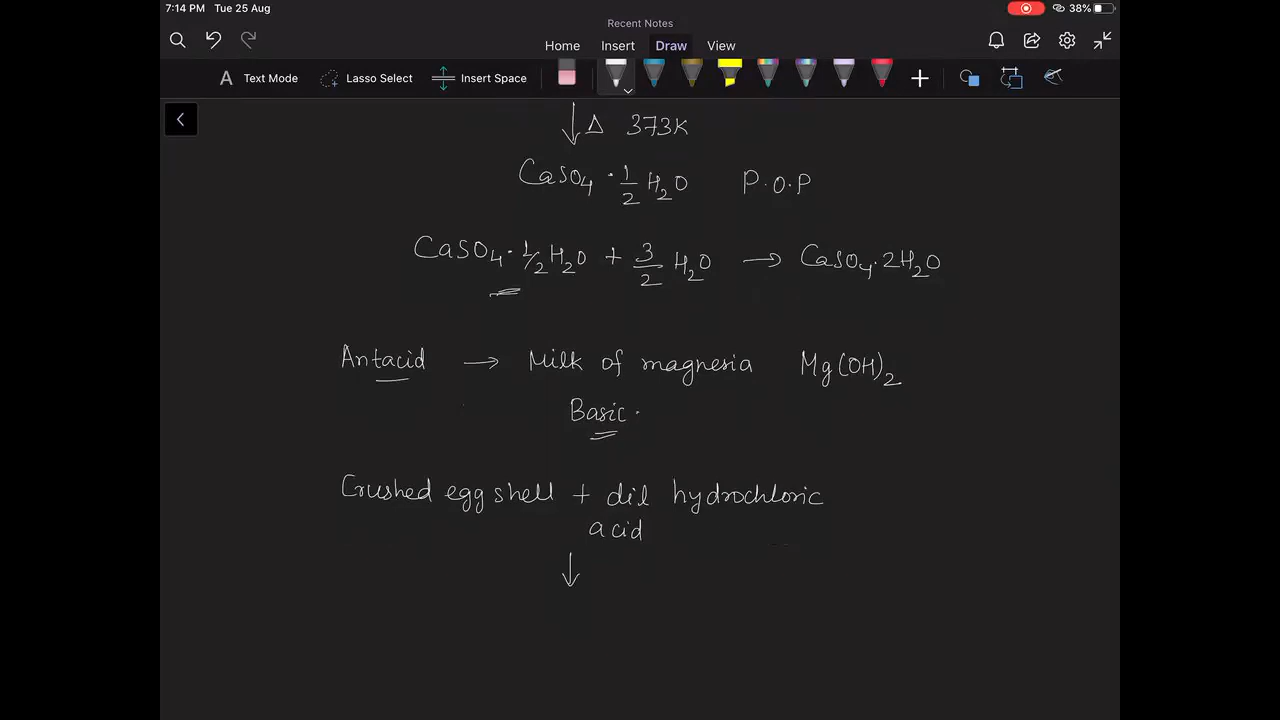 7:14 PM Tue 25 Aug
38%
Recent Notes
Home Insert Draw View
A Text Mode Lasso Select Insert Space
Δ 373K
CaSO4 · 1/2 H2O P.O.P
CaSO4 · 1/2 H2O + 3/2 H2O → CaSO4 · 2H2O
Antacid → Milk of magnesia Mg(OH)2
Basic.
Crushed egg shell + dil hydrochloric
acid